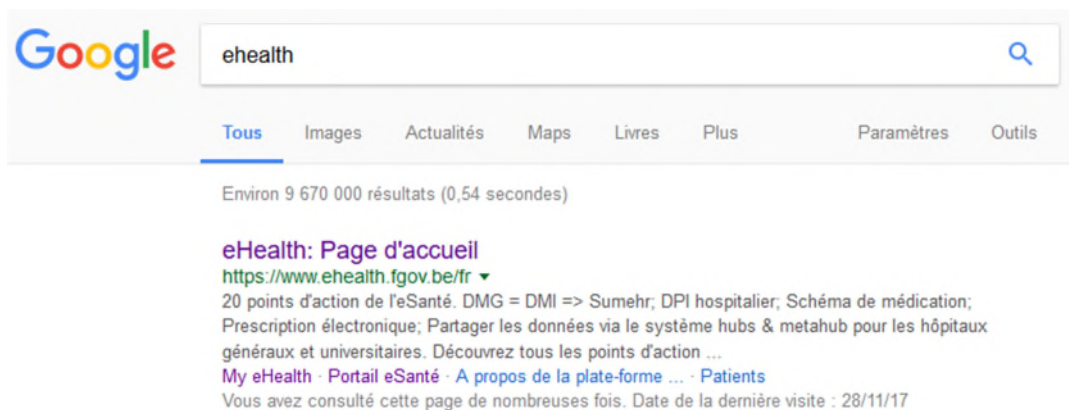 Google
ehealth
Tous Images Actualités Maps Livres Plus Paramètres Outils
Environ 9 670 000 résultats (0,54 secondes)
eHealth: Page d'accueil
https://www.ehealth.fgov.be/fr
20 points d'action de l'eSanté. DMG = DMI => Sumehr; DPI hospitalier; Schéma de médication;
Prescription électronique; Partager les données via le système hubs & metahub pour les hôpitaux
généraux et universitaires. Découvrez tous les points d'action ...
My eHealth · Portail eSanté · A propos de la plate-forme ... · Patients
Vous avez consulté cette page de nombreuses fois. Date de la dernière visite : 28/11/17